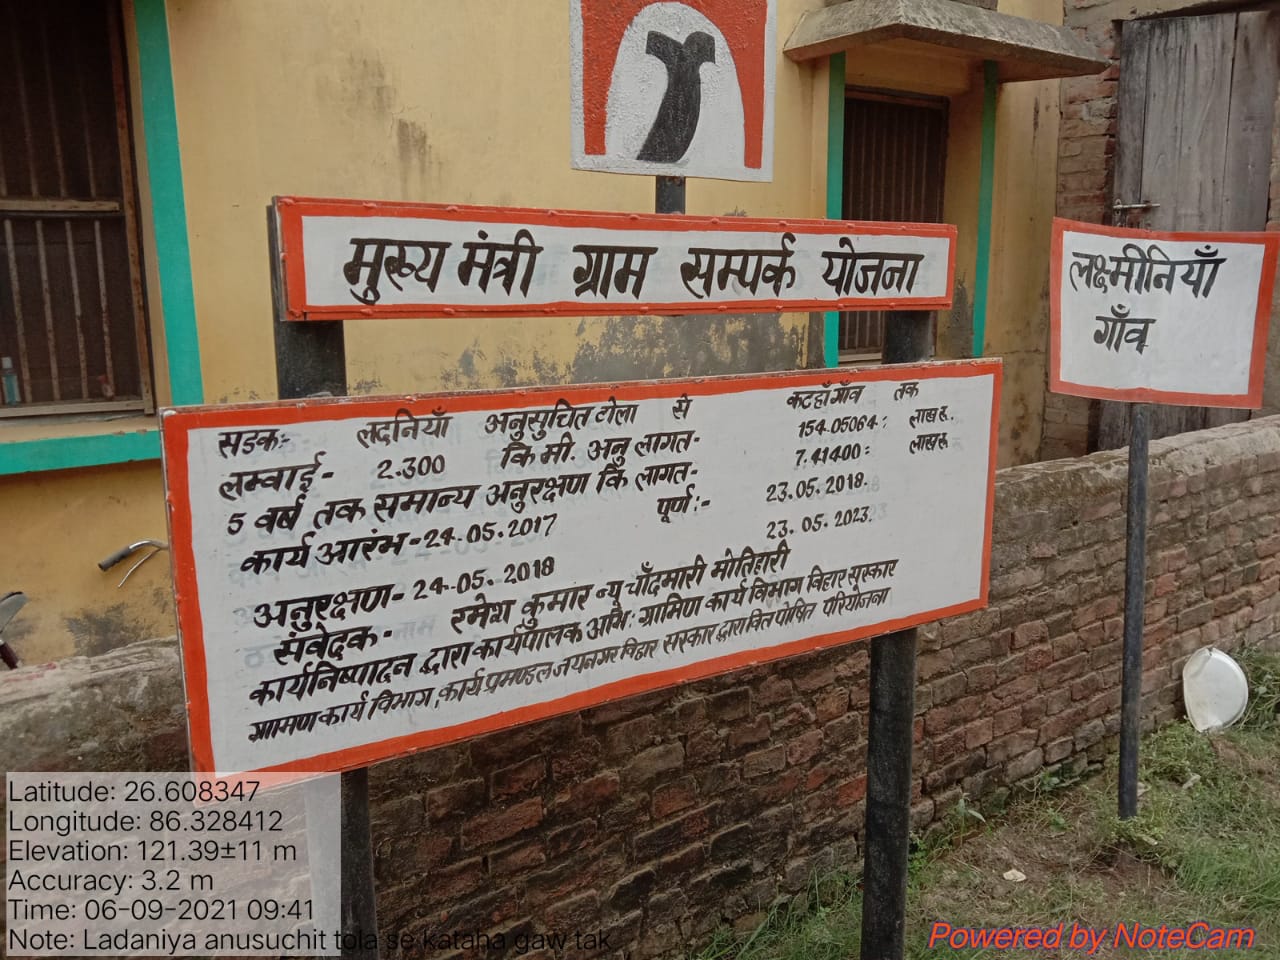 मुख्य मंत्री ग्राम सम्पर्क योजना
लक्ष्मीनियाँ
गाँव
सडकः- लदनियाँ अनुसुचित टोला से कटहाँ गाँव तक
लम्वाई- 2.300 कि मी. अनु लागत- 154.05064: लाखरू.
5 वर्ष तक समान्य अनुरक्षण कि लागत- 7.41400: लाखरू
कार्य आरंभ-24.05.2017 पूर्ण:- 23.05.2018.
अनुरक्षण- 24-05.2018 23.05.2023.
संवेदक- रमेश कुमार न्यू चाँदमारी मोतिहारी
कार्यनिष्पादन द्वारा कार्यपालक अभि: ग्रामिण कार्य विभाग विहार सरकार
ग्रामिण कार्य विभाग, कार्य प्रमण्डल जयनगर विहार सरकार द्वारा वित पोषित परियोजना
Latitude: 26.608347
Longitude: 86.328412
Elevation: 121.39±11 m
Accuracy: 3.2 m
Time: 06-09-2021 09:41
Note: Ladaniya anusuchit tola se kataha gaw tak
Powered by NoteCam